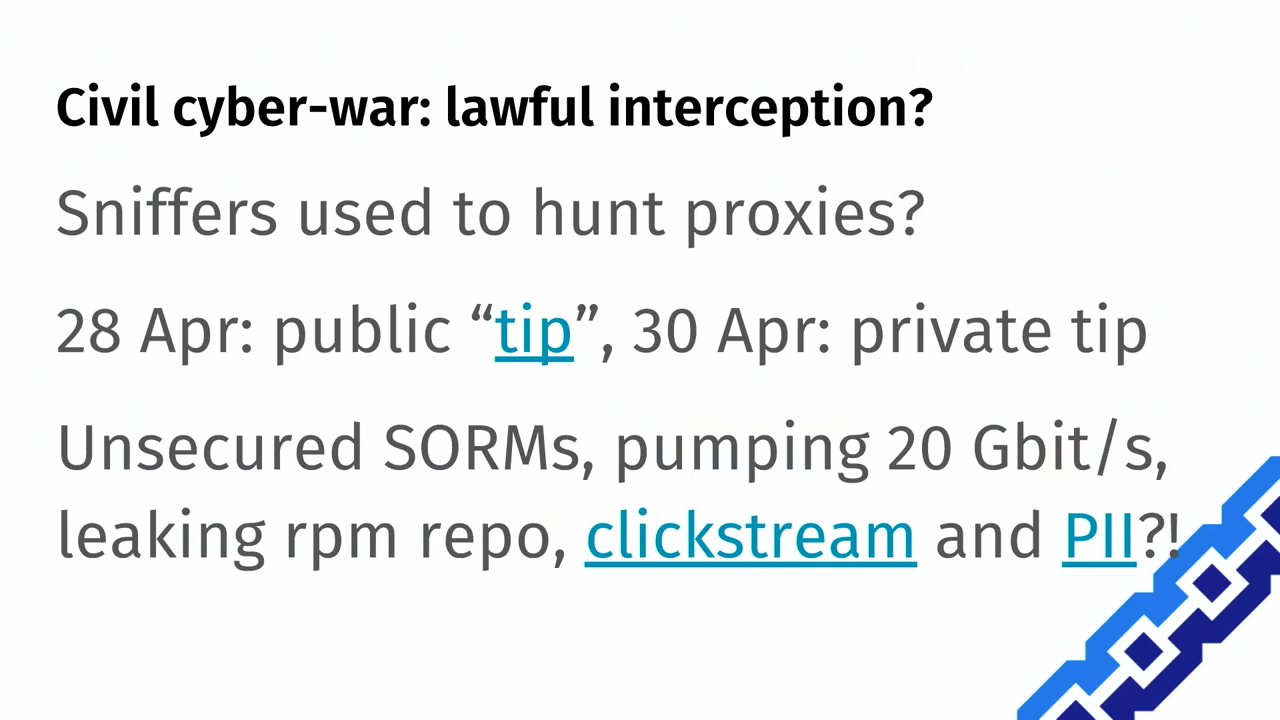 Civil cyber-war: lawful interception?
Sniffers used to hunt proxies?
28 Apr: public “tip”, 30 Apr: private tip
Unsecured SORMs, pumping 20 Gbit/s,
leaking rpm repo, clickstream and PII?!